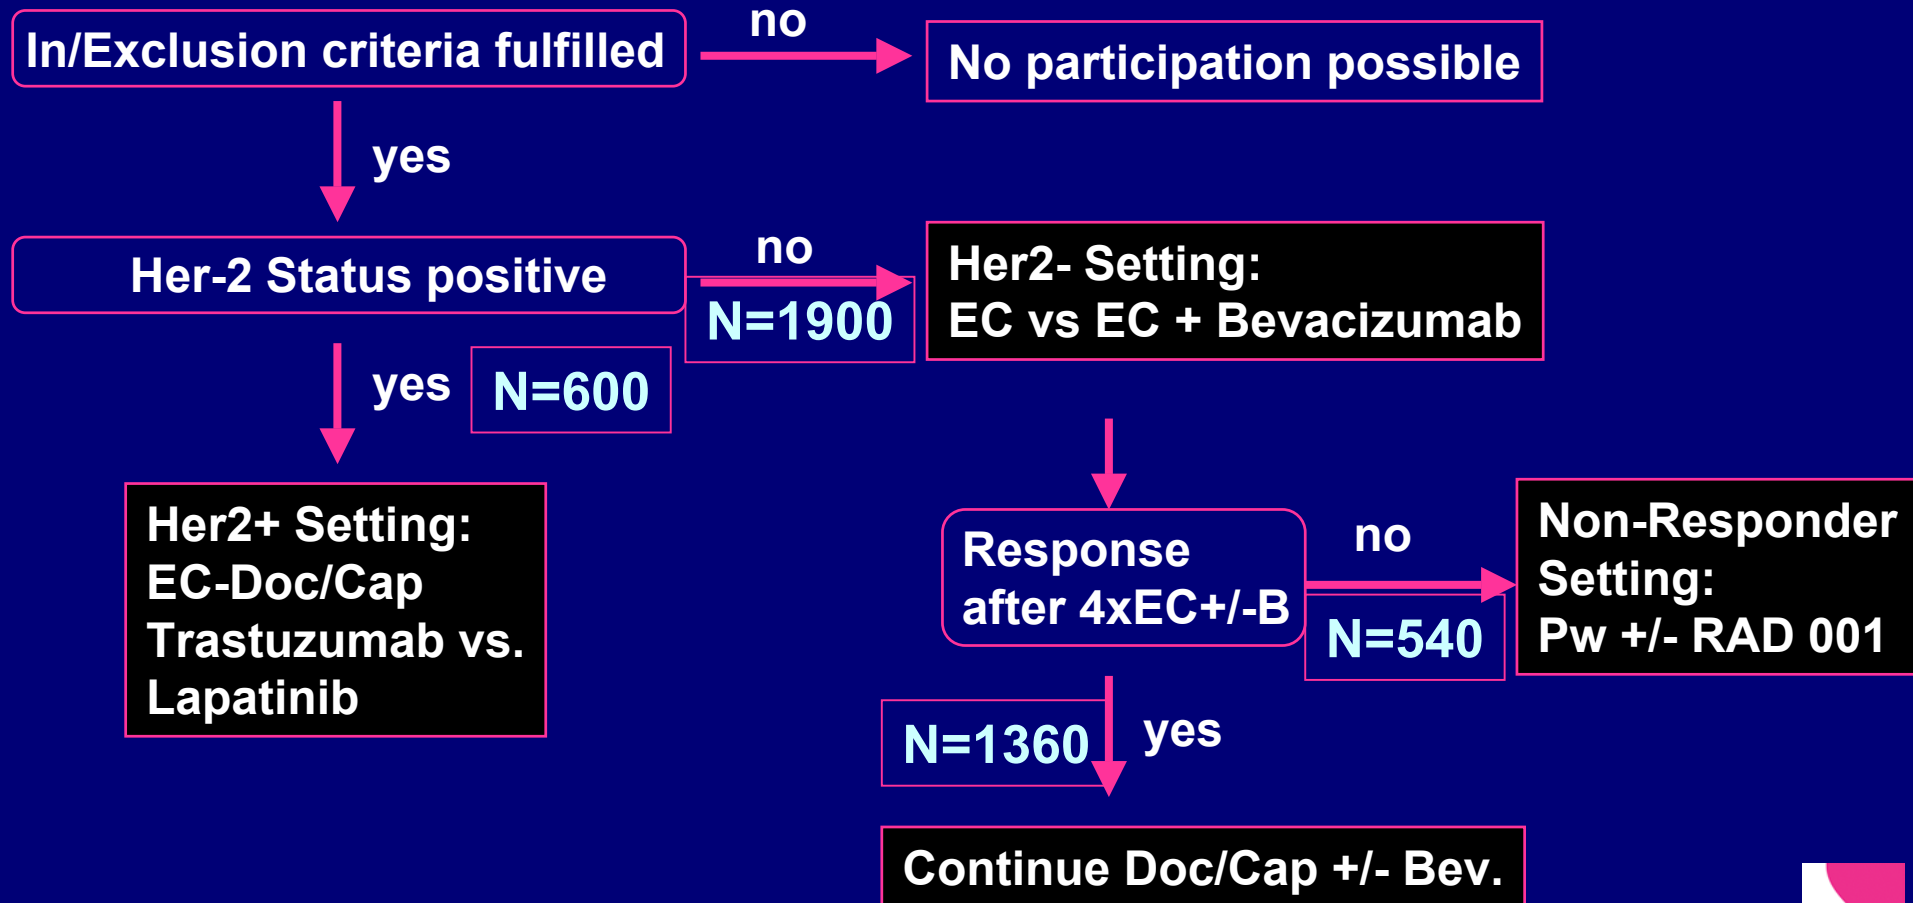 In/Exclusion criteria fulfilled
no
No participation possible
yes
Her-2 Status positive
no
N=1900
Her2- Setting:
EC vs EC + Bevacizumab
yes
N=600
Her2+ Setting:
EC-Doc/Cap
Trastuzumab vs.
Lapatinib
Response
after 4xEC+/-B
no
N=540
Non-Responder
Setting:
Pw +/- RAD 001
N=1360
yes
Continue Doc/Cap +/- Bev.